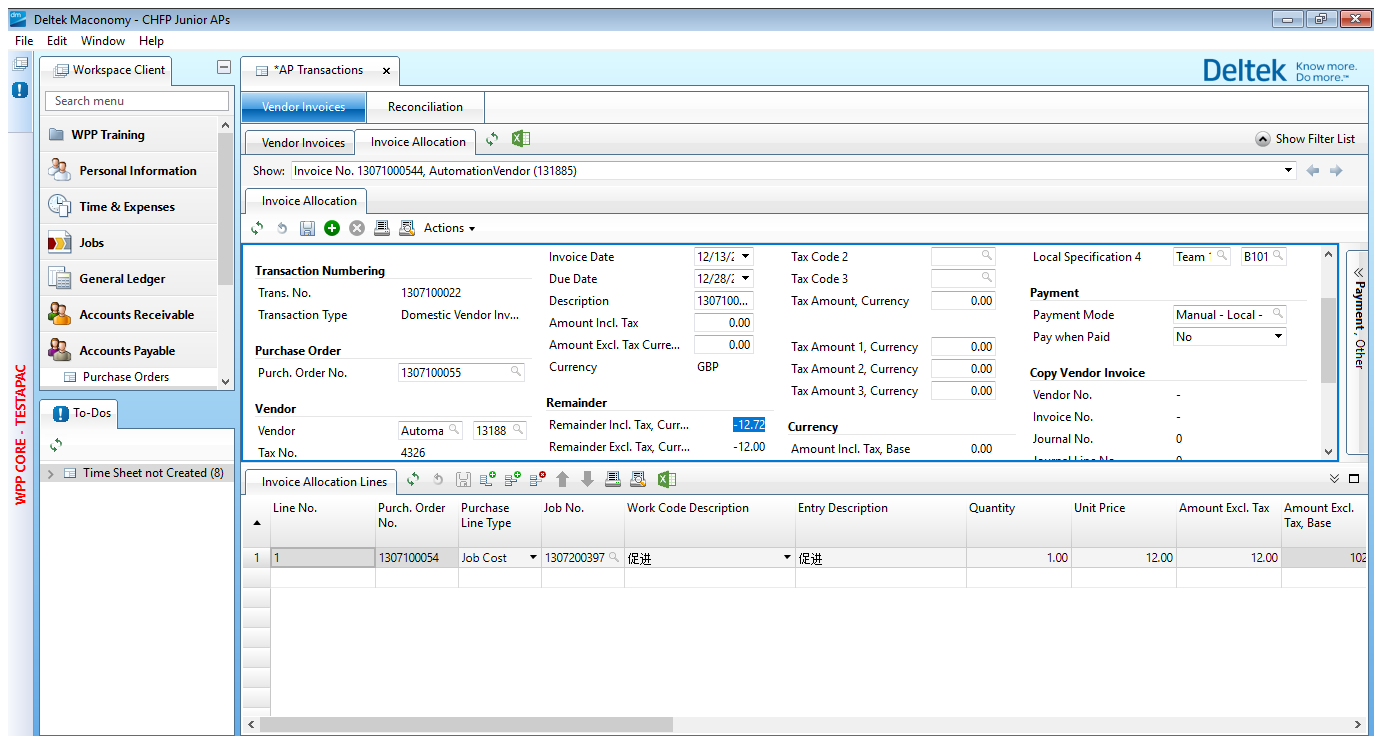 Deltek Maconomy - CHFP Junior APs
File Edit Window Help
Workspace Client
Search menu
WPP Training
Personal Information
Time & Expenses
Jobs
General Ledger
Accounts Receivable
Accounts Payable
Purchase Orders
To-Dos
Time Sheet not Created (8)
WPP CORE - TESTAPAC
*AP Transactions
Deltek Know more.
Do more.™
Vendor Invoices Reconciliation
Vendor Invoices Invoice Allocation Show Filter List
Show: Invoice No. 13071000544, AutomationVendor (131885)
Invoice Allocation
Actions
Transaction Numbering
Trans. No. 1307100022
Transaction Type Domestic Vendor Inv...
Purchase Order
Purch. Order No. 1307100055
Vendor
Vendor Automa 13188
Tax No. 4326
Invoice Date 12/13/2
Due Date 12/28/2
Description 1307100...
Amount Incl. Tax 0.00
Amount Excl. Tax Curre... 0.00
Currency GBP
Remainder
Remainder Incl. Tax, Curr... -12.72
Remainder Excl. Tax, Curr... -12.00
Tax Code 2
Tax Code 3
Tax Amount, Currency 0.00
Tax Amount 1, Currency 0.00
Tax Amount 2, Currency 0.00
Tax Amount 3, Currency 0.00
Currency
Amount Incl. Tax, Base 0.00
Local Specification 4 Team B101
Payment
Payment Mode Manual - Local -
Pay when Paid No
Copy Vendor Invoice
Vendor No. -
Invoice No. -
Journal No. 0
Payment, Other
Invoice Allocation Lines
Line No. Purch. Order No. Purchase Line Type Job No. Work Code Description Entry Description Quantity Unit Price Amount Excl. Tax Amount Excl. Tax, Base
1 1 1307100054 Job Cost 1307200397 促进 促进 1.00 12.00 12.00 102